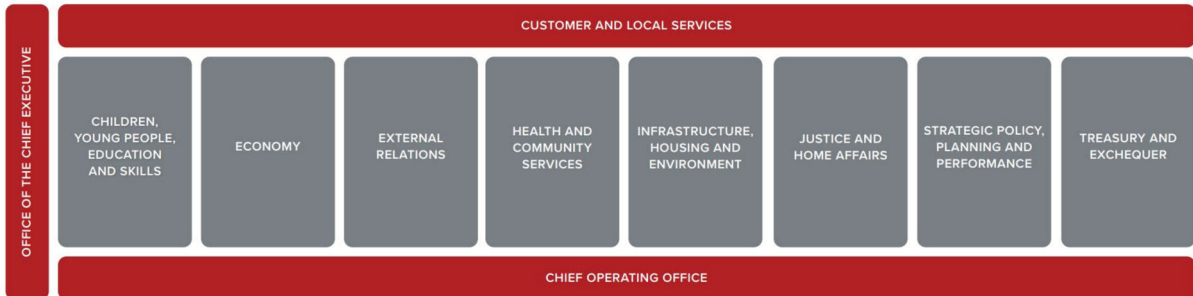 OFFICE OF THE CHIEF EXECUTIVE
CUSTOMER AND LOCAL SERVICES
CHILDREN,
YOUNG PEOPLE,
EDUCATION
AND SKILLS
ECONOMY
EXTERNAL
RELATIONS
HEALTH AND
COMMUNITY
SERVICES
INFRASTRUCTURE,
HOUSING AND
ENVIRONMENT
JUSTICE AND
HOME AFFAIRS
STRATEGIC POLICY,
PLANNING AND
PERFORMANCE
TREASURY AND
EXCHEQUER
CHIEF OPERATING OFFICE